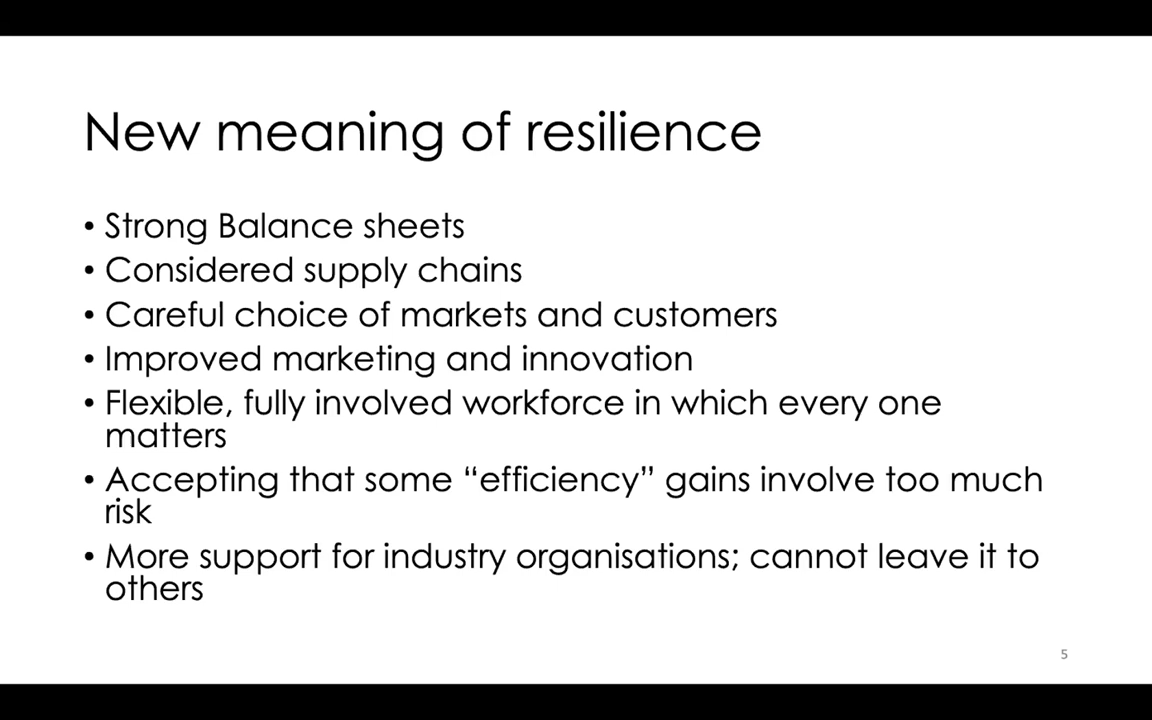 New meaning of resilience
• Strong Balance sheets
• Considered supply chains
• Careful choice of markets and customers
• Improved marketing and innovation
• Flexible, fully involved workforce in which every one
matters
• Accepting that some “efficiency” gains involve too much
risk
• More support for industry organisations; cannot leave it to
others
5